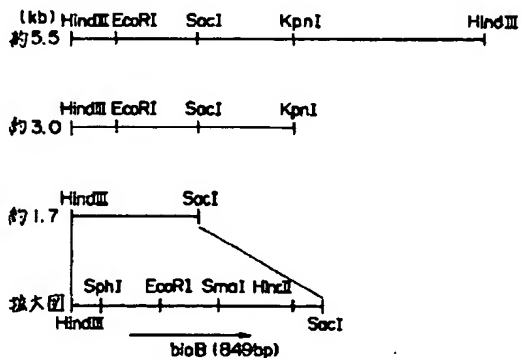 (kb) HindⅢ EcoRI SacI KpnI HindⅢ
約5.5
HindⅢ EcoRI SacI KpnI
約3.0
HindⅢ SacI
約1.7
SphI EcoRI SmaI HincⅡ
拡大図
HindⅢ SacI
bioB (849bp)